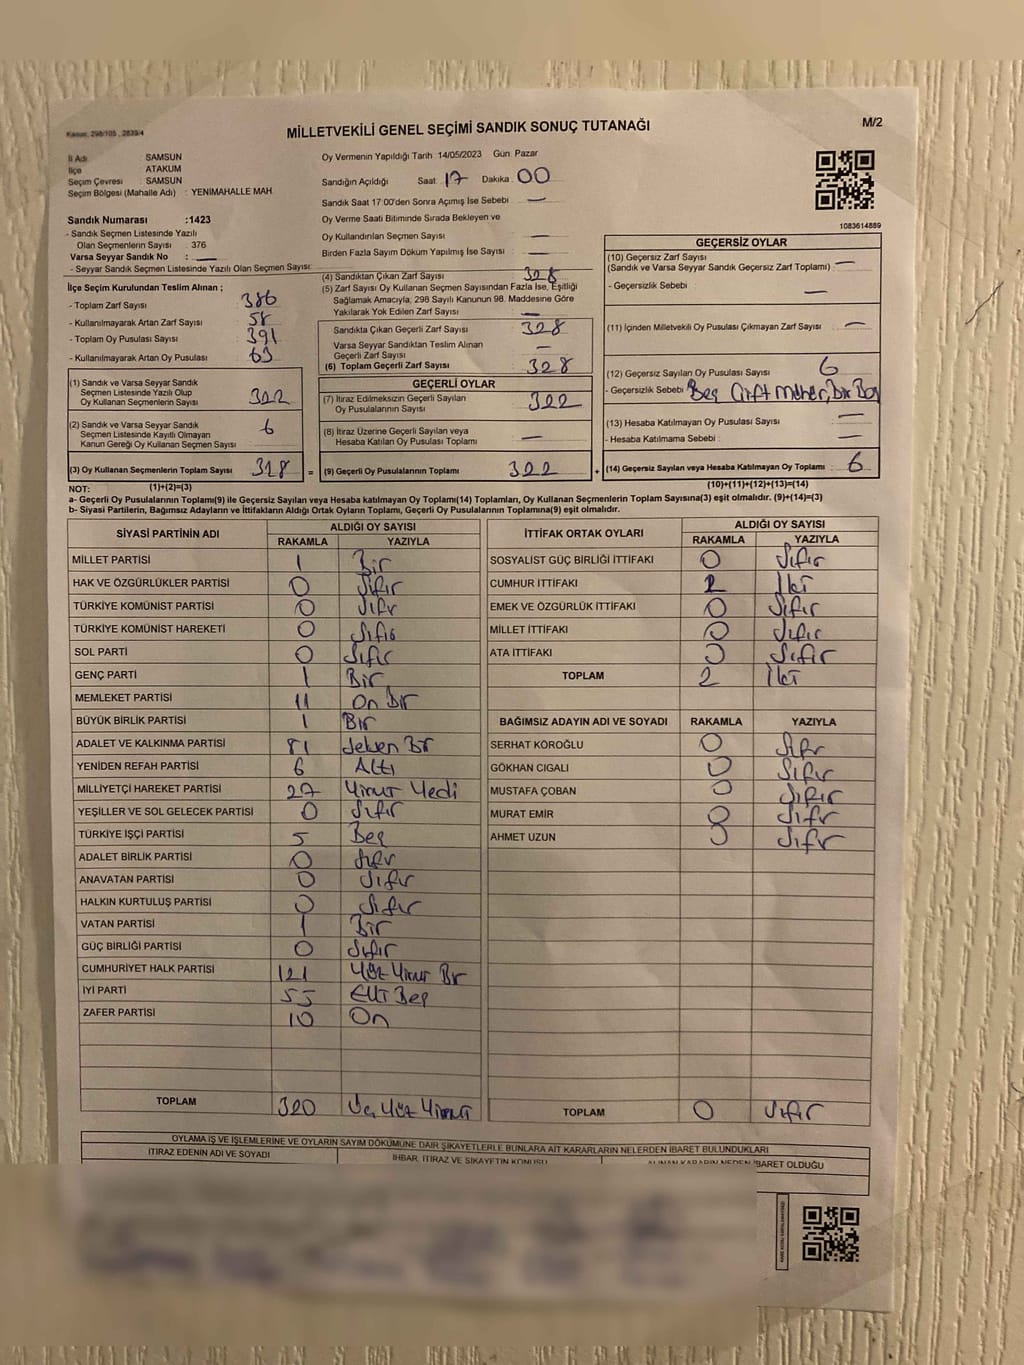 Kanun: 298/105 , 2839/4
MİLLETVEKİLİ GENEL SEÇİMİ SANDIK SONUÇ TUTANAĞI
M/2
İl Adı SAMSUN
İlçe ATAKUM
Seçim Çevresi : SAMSUN
Seçim Bölgesi (Mahalle Adı) : YENİMAHALLE MAH.
Sandık Numarası :1423
- Sandık Seçmen Listesinde Yazılı
Olan Seçmenlerin Sayısı : 376
Varsa Seyyar Sandık No : —
- Seyyar Sandık Seçmen Listesinde Yazılı Olan Seçmen Sayısı:
İlçe Seçim Kurulundan Teslim Alınan ;
- Toplam Zarf Sayısı : 386
- Kullanılmayarak Artan Zarf Sayısı : 58
- Toplam Oy Pusulası Sayısı : 391
- Kullanılmayarak Artan Oy Pusulası : 63
(1) Sandık ve Varsa Seyyar Sandık
Seçmen Listesinde Yazılı Olup
Oy Kullanan Seçmenlerin Sayısı : 322
(2) Sandık ve Varsa Seyyar Sandık
Seçmen Listesinde Kayıtlı Olmayan
Kanun Gereği Oy Kullanan Seçmen Sayısı : 6
(3) Oy Kullanan Seçmenlerin Toplam Sayısı : 328 =
(1)+(2)=(3)
Oy Vermenin Yapıldığı Tarih :14/05/2023 Gün: Pazar
Sandığın Açıldığı Saat: 17 Dakika : 00
Sandık Saat 17:00'den Sonra Açımış İse Sebebi : —
Oy Verme Saati Bitiminde Sırada Bekleyen ve
Oy Kullandırılan Seçmen Sayısı : —
Birden Fazla Sayım Döküm Yapılmış İse Sayısı : —
(4) Sandıktan Çıkan Zarf Sayısı : 328
(5) Zarf Sayısı Oy Kullanan Seçmen Sayısından Fazla İse, Eşitliği
Sağlamak Amacıyla, 298 Sayılı Kanunun 98. Maddesine Göre
Yakılarak Yok Edilen Zarf Sayısı : —
Sandıkta Çıkan Geçerli Zarf Sayısı : 328
Varsa Seyyar Sandıktan Teslim Alınan
Geçerli Zarf Sayısı : —
(6) Toplam Geçerli Zarf Sayısı : 328
GEÇERLİ OYLAR
(7) İtiraz Edilmeksizin Geçerli Sayılan
Oy Pusulalarının Sayısı : 322
(8) İtiraz Üzerine Geçerli Sayılan veya
Hesaba Katılan Oy Pusulası Toplamı : —
(9) Geçerli Oy Pusulalarının Toplamı : 322 +
1083614889
GEÇERSİZ OYLAR
(10) Geçersiz Zarf Sayısı
(Sandık ve Varsa Seyyar Sandık Geçersiz Zarf Toplamı) : —
- Geçersizlik Sebebi : —
(11) İçinden Milletvekili Oy Pusulası Çıkmayan Zarf Sayısı : —
(12) Geçersiz Sayılan Oy Pusulası Sayısı : 6
- Geçersizlik Sebebi : Beş Çift Mühür, Bir Boş
(13) Hesaba Katılmayan Oy Pusulası Sayısı : —
- Hesaba Katılmama Sebebi : —
(14) Geçersiz Sayılan veya Hesaba Katılmayan Oy Toplamı : 6
(10)+(11)+(12)+(13)=(14)
NOT:
a- Geçerli Oy Pusulalarının Toplamı(9) ile Geçersiz Sayılan veya Hesaba katılmayan Oy Toplamı(14) Toplamları, Oy Kullanan Seçmenlerin Toplam Sayısına(3) eşit olmalıdır. (9)+(14)=(3)
b- Siyasi Partilerin, Bağımsız Adayların ve İttifakların Aldığı Ortak Oyların Toplamı, Geçerli Oy Pusulalarının Toplamına(9) eşit olmalıdır.
SİYASİ PARTİNİN ADI ALDIĞI OY SAYISI
RAKAMLA YAZIYLA
MİLLET PARTİSİ 1 Bir
HAK VE ÖZGÜRLÜKLER PARTİSİ 0 Sıfır
TÜRKİYE KOMÜNİST PARTİSİ 0 Sıfır
TÜRKİYE KOMÜNİST HAREKETİ 0 Sıfır
SOL PARTİ 0 Sıfır
GENÇ PARTİ 1 Bir
MEMLEKET PARTİSİ 11 On Bir
BÜYÜK BİRLİK PARTİSİ 1 Bir
ADALET VE KALKINMA PARTİSİ 81 Seksen Bir
YENİDEN REFAH PARTİSİ 6 Altı
MİLLİYETÇİ HAREKET PARTİSİ 27 Yirmi Yedi
YEŞİLLER VE SOL GELECEK PARTİSİ 0 Sıfır
TÜRKİYE İŞÇİ PARTİSİ 5 Beş
ADALET BİRLİK PARTİSİ 0 Sıfır
ANAVATAN PARTİSİ 0 Sıfır
HALKIN KURTULUŞ PARTİSİ 0 Sıfır
VATAN PARTİSİ 1 Bir
GÜÇ BİRLİĞİ PARTİSİ 0 Sıfır
CUMHURİYET HALK PARTİSİ 121 Yüz Yirmi Bir
İYİ PARTİ 55 Elli Beş
ZAFER PARTİSİ 10 On
TOPLAM 320 Üç Yüz Yirmi
İTTİFAK ORTAK OYLARI ALDIĞI OY SAYISI
RAKAMLA YAZIYLA
SOSYALİST GÜÇ BİRLİĞİ İTTİFAKI 0 Sıfır
CUMHUR İTTİFAKI 2 İki
EMEK VE ÖZGÜRLÜK İTTİFAKI 0 Sıfır
MİLLET İTTİFAKI 0 Sıfır
ATA İTTİFAKI 0 Sıfır
TOPLAM 2 İki
BAĞIMSIZ ADAYIN ADI VE SOYADI RAKAMLA YAZIYLA
SERHAT KÖROĞLU 0 Sıfır
GÖKHAN CIGALI 0 Sıfır
MUSTAFA ÇOBAN 0 Sıfır
MURAT EMİR 0 Sıfır
AHMET UZUN 0 Sıfır
TOPLAM 0 Sıfır
OYLAMA İŞ VE İŞLEMLERİNE VE OYLARIN SAYIM DÖKÜMÜNE DAİR ŞİKAYETLERLE BUNLARA AİT KARARLARIN NELERDEN İBARET BULUNDUKLARI
İTİRAZ EDENİN ADI VE SOYADI İHBAR, İTİRAZ VE ŞİKAYETİN KONUSU ALINAN KARARIN NEDEN İBARET OLDUĞU